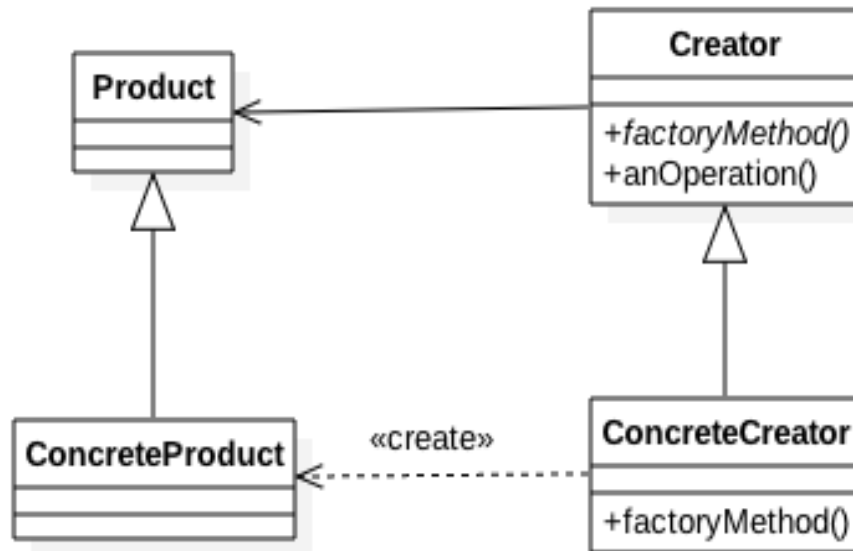 Product
Creator
+factoryMethod()
+anOperation()
ConcreteProduct
«create»
ConcreteCreator
+factoryMethod()